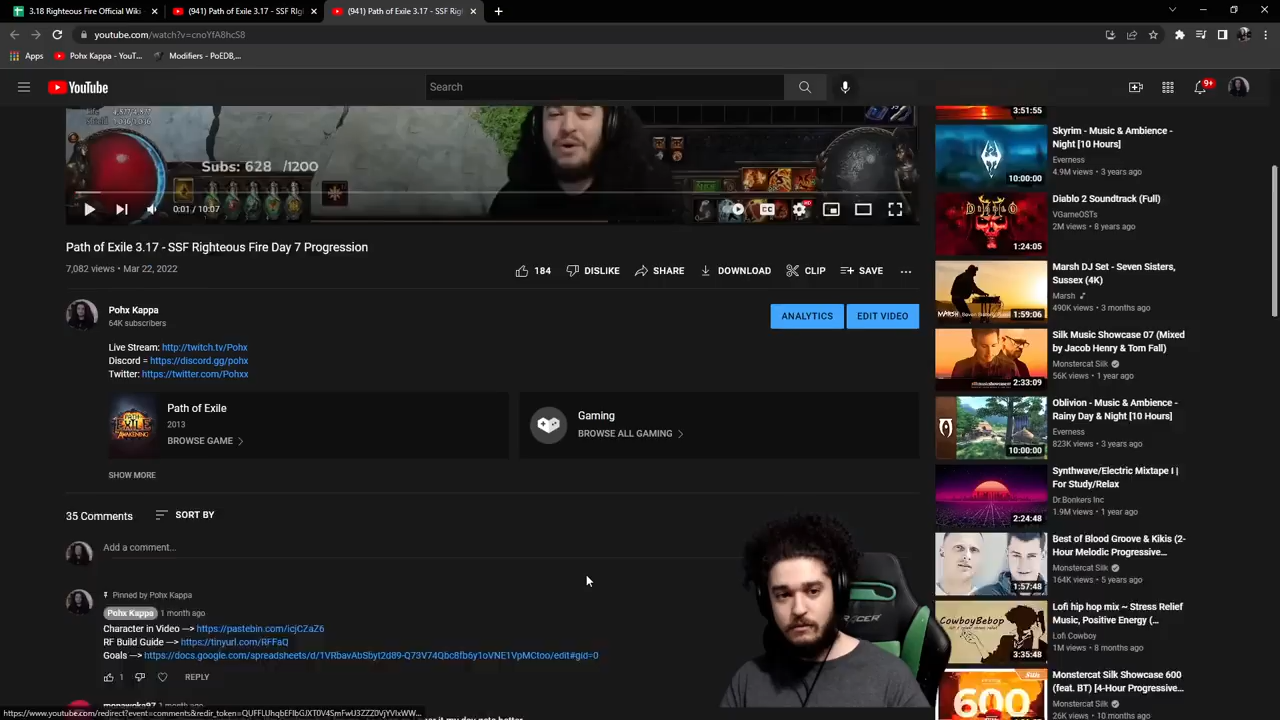 3.18 Righteous Fire Official Wiki -
(941) Path of Exile 3.17 - SSF Rig
(941) Path of Exile 3.17 - SSF Rig
youtube.com/watch?v=cnoYfA8hcS8
Apps
Pohx Kappa - YouT...
Modifiers - PoEDB,...
YouTube
Search
9+
Subs: 628 /1200
0:01 / 10:07
CC
HD
Path of Exile 3.17 - SSF Righteous Fire Day 7 Progression
7,082 views • Mar 22, 2022
184
DISLIKE
SHARE
DOWNLOAD
CLIP
SAVE
Pohx Kappa
64K subscribers
ANALYTICS
EDIT VIDEO
Live Stream: http://twitch.tv/Pohx
Discord = https://discord.gg/pohx
Twitter: https://twitter.com/Pohxx
Path of Exile
2013
BROWSE GAME
Gaming
BROWSE ALL GAMING
SHOW MORE
35 Comments
SORT BY
Add a comment...
Pinned by Pohx Kappa
Pohx Kappa 1 month ago
Character in Video --> https://pastebin.com/icjCZaZ6
RF Build Guide --> https://tinyurl.com/RFFaQ
Goals --> https://docs.google.com/spreadsheets/d/1VRbavAbSbyt2d89-Q73V74Qbc8fb6y1oVNE1VpMCtoo/edit#gid=0
1
REPLY
3:51:55
Skyrim - Music & Ambience -
Night [10 Hours]
Everness
4.9M views • 3 years ago
10:00:00
Diablo 2 Soundtrack (Full)
VGameOSTs
2M views • 8 years ago
1:24:05
Marsh DJ Set - Seven Sisters,
Sussex (4K)
Marsh
490K views • 3 months ago
1:59:06
Silk Music Showcase 07 (Mixed
by Jacob Henry & Tom Fall)
Monstercat Silk
56K views • 1 year ago
2:33:09
Oblivion - Music & Ambience -
Rainy Day & Night [10 Hours]
Everness
823K views • 3 years ago
10:00:00
Synthwave/Electric Mixtape I |
For Study/Relax
Dr.Bonkers Inc
1.9M views • 1 year ago
2:24:48
Best of Blood Groove & Kikis (2-
Hour Melodic Progressive...
Monstercat Silk
164K views • 5 years ago
1:57:48
Lofi hip hop mix ~ Stress Relief
Music, Positive Energy (...
Lofi Cowboy
1M views • 8 months ago
COWBOYBEBOP
3:35:48
Monstercat Silk Showcase 600
(feat. BT) [4-Hour Progressive...
Monstercat Silk
26K views • 10 months ago
600